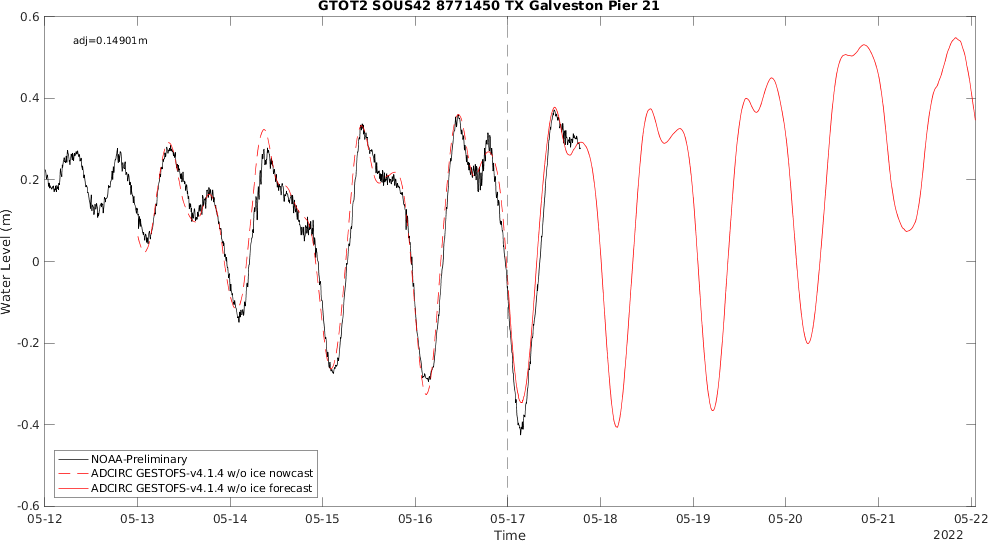 GTOT2 SOUS42 8771450 TX Galveston Pier 21
adj=0.14901m
0.6
0.4
0.2
0
-0.2
-0.4
-0.6
Water Level (m)
NOAA-Preliminary
ADCIRC GESTOFS-v4.1.4 w/o ice nowcast
ADCIRC GESTOFS-v4.1.4 w/o ice forecast
05-12 05-13 05-14 05-15 05-16 05-17 05-18 05-19 05-20 05-21 05-22
Time
2022